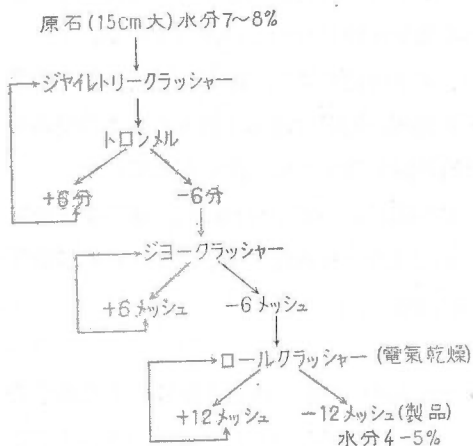 原石(15cm大)水分7〜8%
ジヤイレトリークラッシャー
トロンメル
+6分 -6分
ジヨークラッシャー
+6メッシュ -6メッシュ
ロールクラッシャー (電氣乾燥)
+12メッシュ -12メッシュ(製品)
水分4-5%